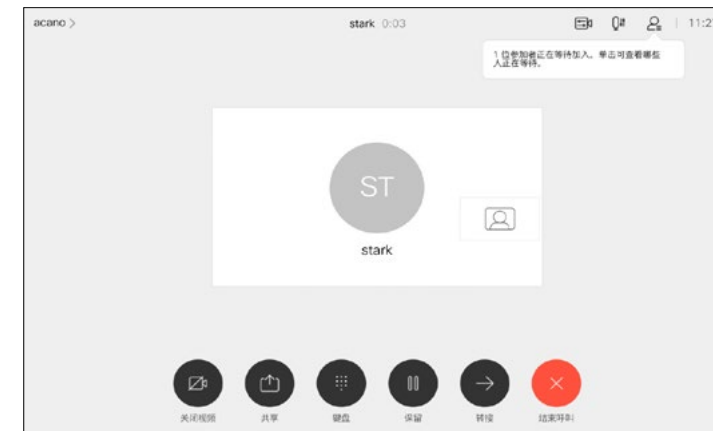 acano >
stark 0:03
11:2
1 位参加者正在等待加入。单击可查看哪些
人正在等待。
ST
stark
关闭视频
共享
键盘
保留
转接
结束呼叫